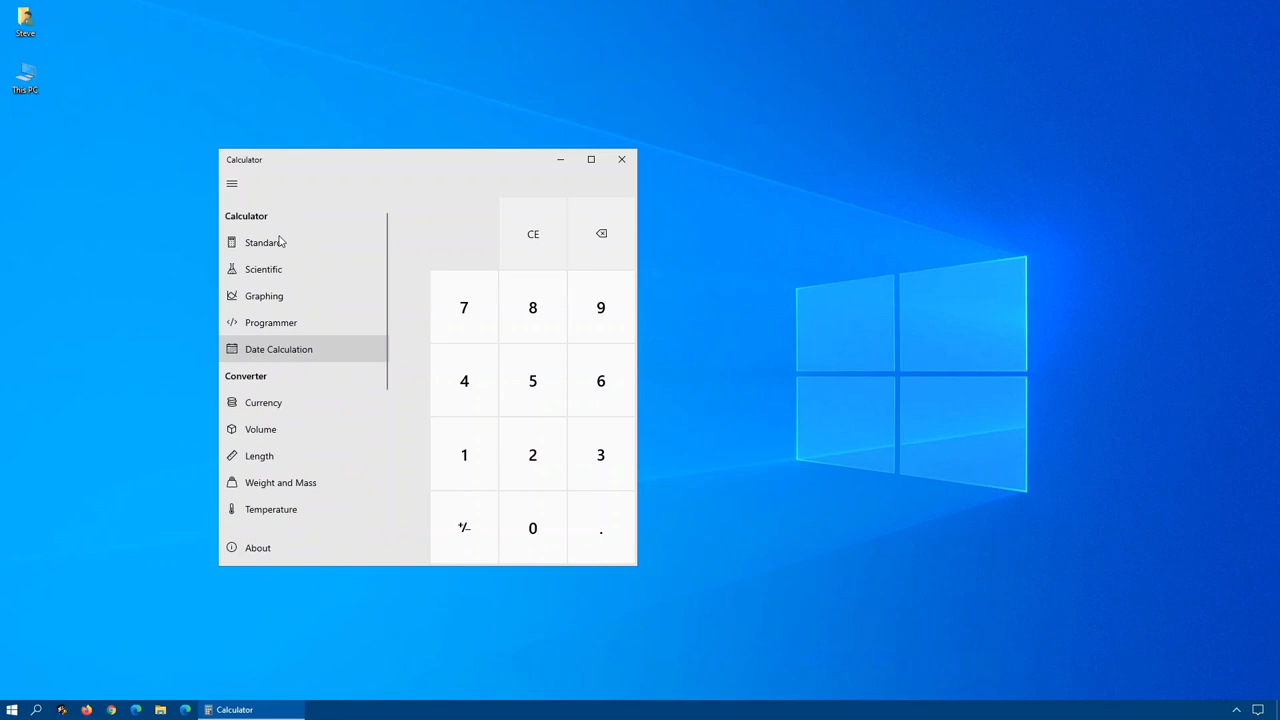 Steve
This PC
Calculator
Calculator
Standard
Scientific
Graphing
Programmer
Date Calculation
Converter
Currency
Volume
Length
Weight and Mass
Temperature
About
CE
7 8 9
4 5 6
1 2 3
+/− 0 .
Calculator